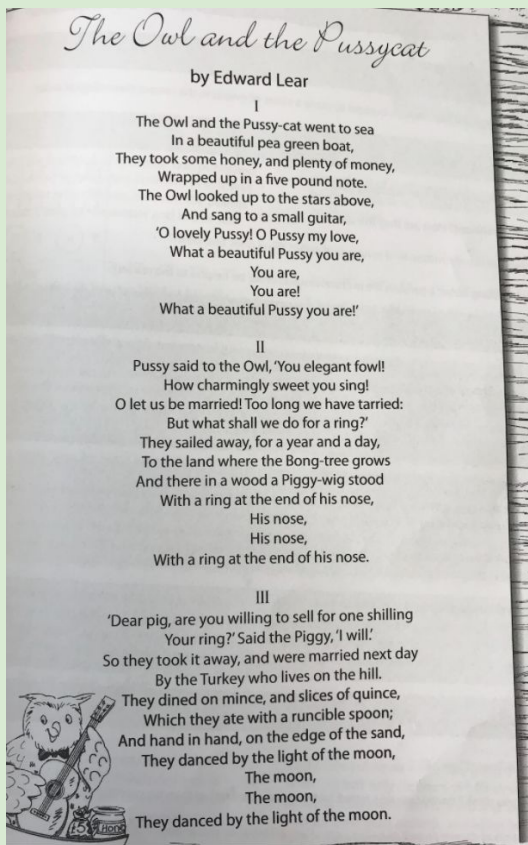 The Owl and the Pussycat
by Edward Lear
I
The Owl and the Pussy-cat went to sea
In a beautiful pea green boat,
They took some honey, and plenty of money,
Wrapped up in a five pound note.
The Owl looked up to the stars above,
And sang to a small guitar,
'O lovely Pussy! O Pussy my love,
What a beautiful Pussy you are,
You are,
You are!
What a beautiful Pussy you are!'
II
Pussy said to the Owl, 'You elegant fowl!
How charmingly sweet you sing!
O let us be married! Too long we have tarried:
But what shall we do for a ring?'
They sailed away, for a year and a day,
To the land where the Bong-tree grows
And there in a wood a Piggy-wig stood
With a ring at the end of his nose,
His nose,
His nose,
With a ring at the end of his nose.
III
'Dear pig, are you willing to sell for one shilling
Your ring?' Said the Piggy, 'I will.'
So they took it away, and were married next day
By the Turkey who lives on the hill.
They dined on mince, and slices of quince,
Which they ate with a runcible spoon;
And hand in hand, on the edge of the sand,
They danced by the light of the moon,
The moon,
The moon,
They danced by the light of the moon.
£5
Hone